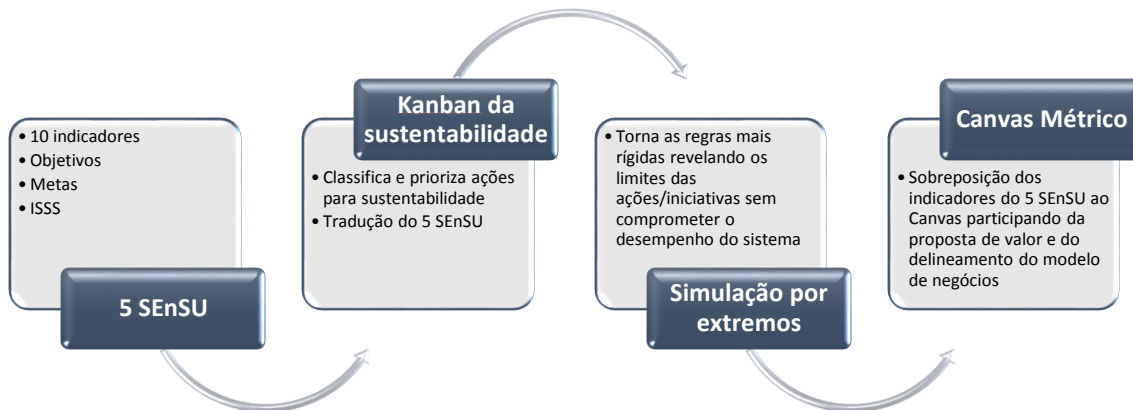 • 10 indicadores
• Objetivos
• Metas
• ISSS
5 SEnSU
Kanban da
sustentabilidade
• Classifica e prioriza ações
para sustentabilidade
• Tradução do 5 SEnSU
• Torna as regras mais
rígidas revelando os
limites das
ações/iniciativas sem
comprometer o
desempenho do sistema
Simulação por
extremos
Canvas Métrico
• Sobreposição dos
indicadores do 5 SEnSU ao
Canvas participando da
proposta de valor e do
delineamento do modelo
de negócios